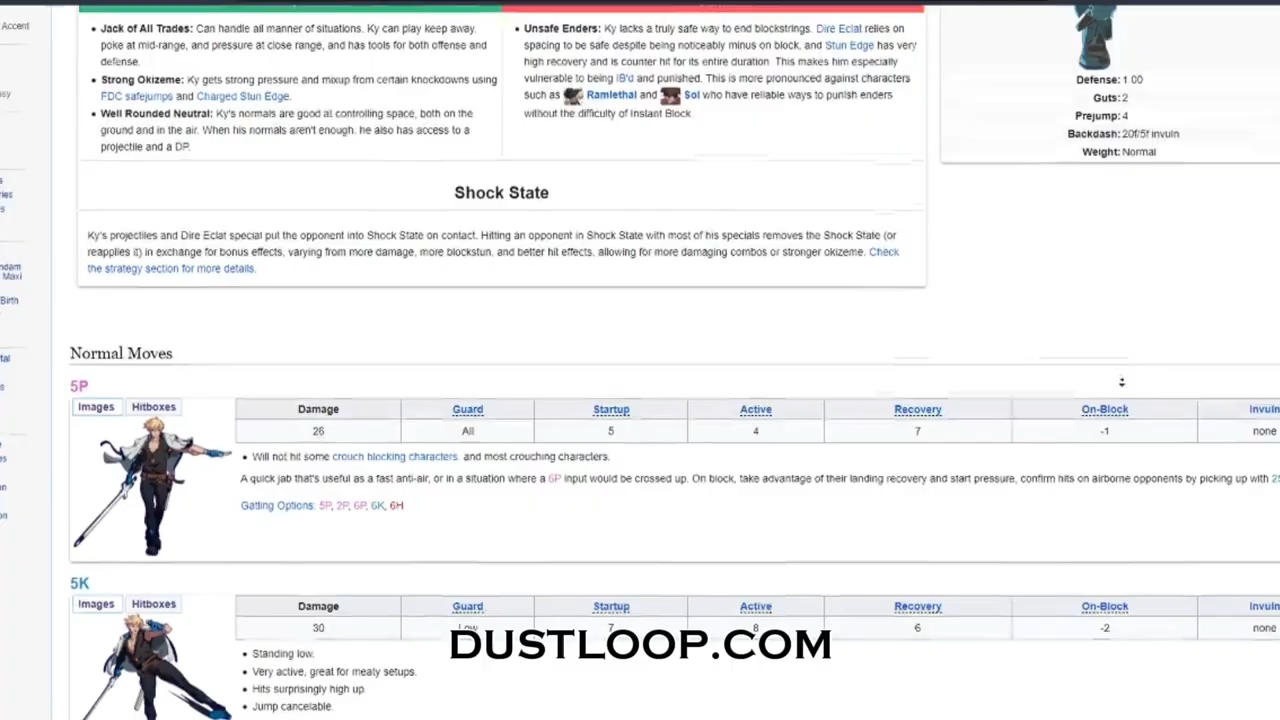 Accent
Jack of All Trades: Can handle all manner of situations. Ky can play keep away,
poke at mid-range, and pressure at close range, and has tools for both offense and
defense.
Strong Okizeme: Ky gets strong pressure and mixup from certain knockdowns using
FDC safejumps and Charged Stun Edge.
Well Rounded Neutral: Ky's normals are good at controlling space, both on the
ground and in the air. When his normals aren't enough, he also has access to a
projectile and a DP.
Unsafe Enders: Ky lacks a truly safe way to end blockstrings. Dire Eclat relies on
spacing to be safe despite being noticeably minus on block, and Stun Edge has very
high recovery and is counter hit for its entire duration. This makes him especially
vulnerable to being IB'd and punished. This is more pronounced against characters
such as Ramlethal and Sol who have reliable ways to punish enders
without the difficulty of Instant Block
Defense: 1.00
Guts: 2
Prejump: 4
Backdash: 20f/5f invuln
Weight: Normal
Shock State
Ky's projectiles and Dire Eclat special put the opponent into Shock State on contact. Hitting an opponent in Shock State with most of his specials removes the Shock State (or
reapplies it) in exchange for bonus effects, varying from more damage, more blockstun, and better hit effects, allowing for more damaging combos or stronger okizeme. Check
the strategy section for more details.
Maxi
Birth
Normal Moves
5P
Images Hitboxes
Damage Guard Startup Active Recovery On-Block Invuln
26 All 5 4 7 -1 none
Will not hit some crouch blocking characters. and most crouching characters.
A quick jab that's useful as a fast anti-air, or in a situation where a 6P input would be crossed up. On block, take advantage of their landing recovery and start pressure, confirm hits on airborne opponents by picking up with
Gatling Options: 5P, 2P, 6P, 6K, 6H
5K
Images Hitboxes
Damage Guard Startup Active Recovery On-Block Invuln
30 Low 7 8 6 -2 none
DUSTLOOP.COM
Standing low.
Very active, great for meaty setups.
Hits surprisingly high up.
Jump cancelable.